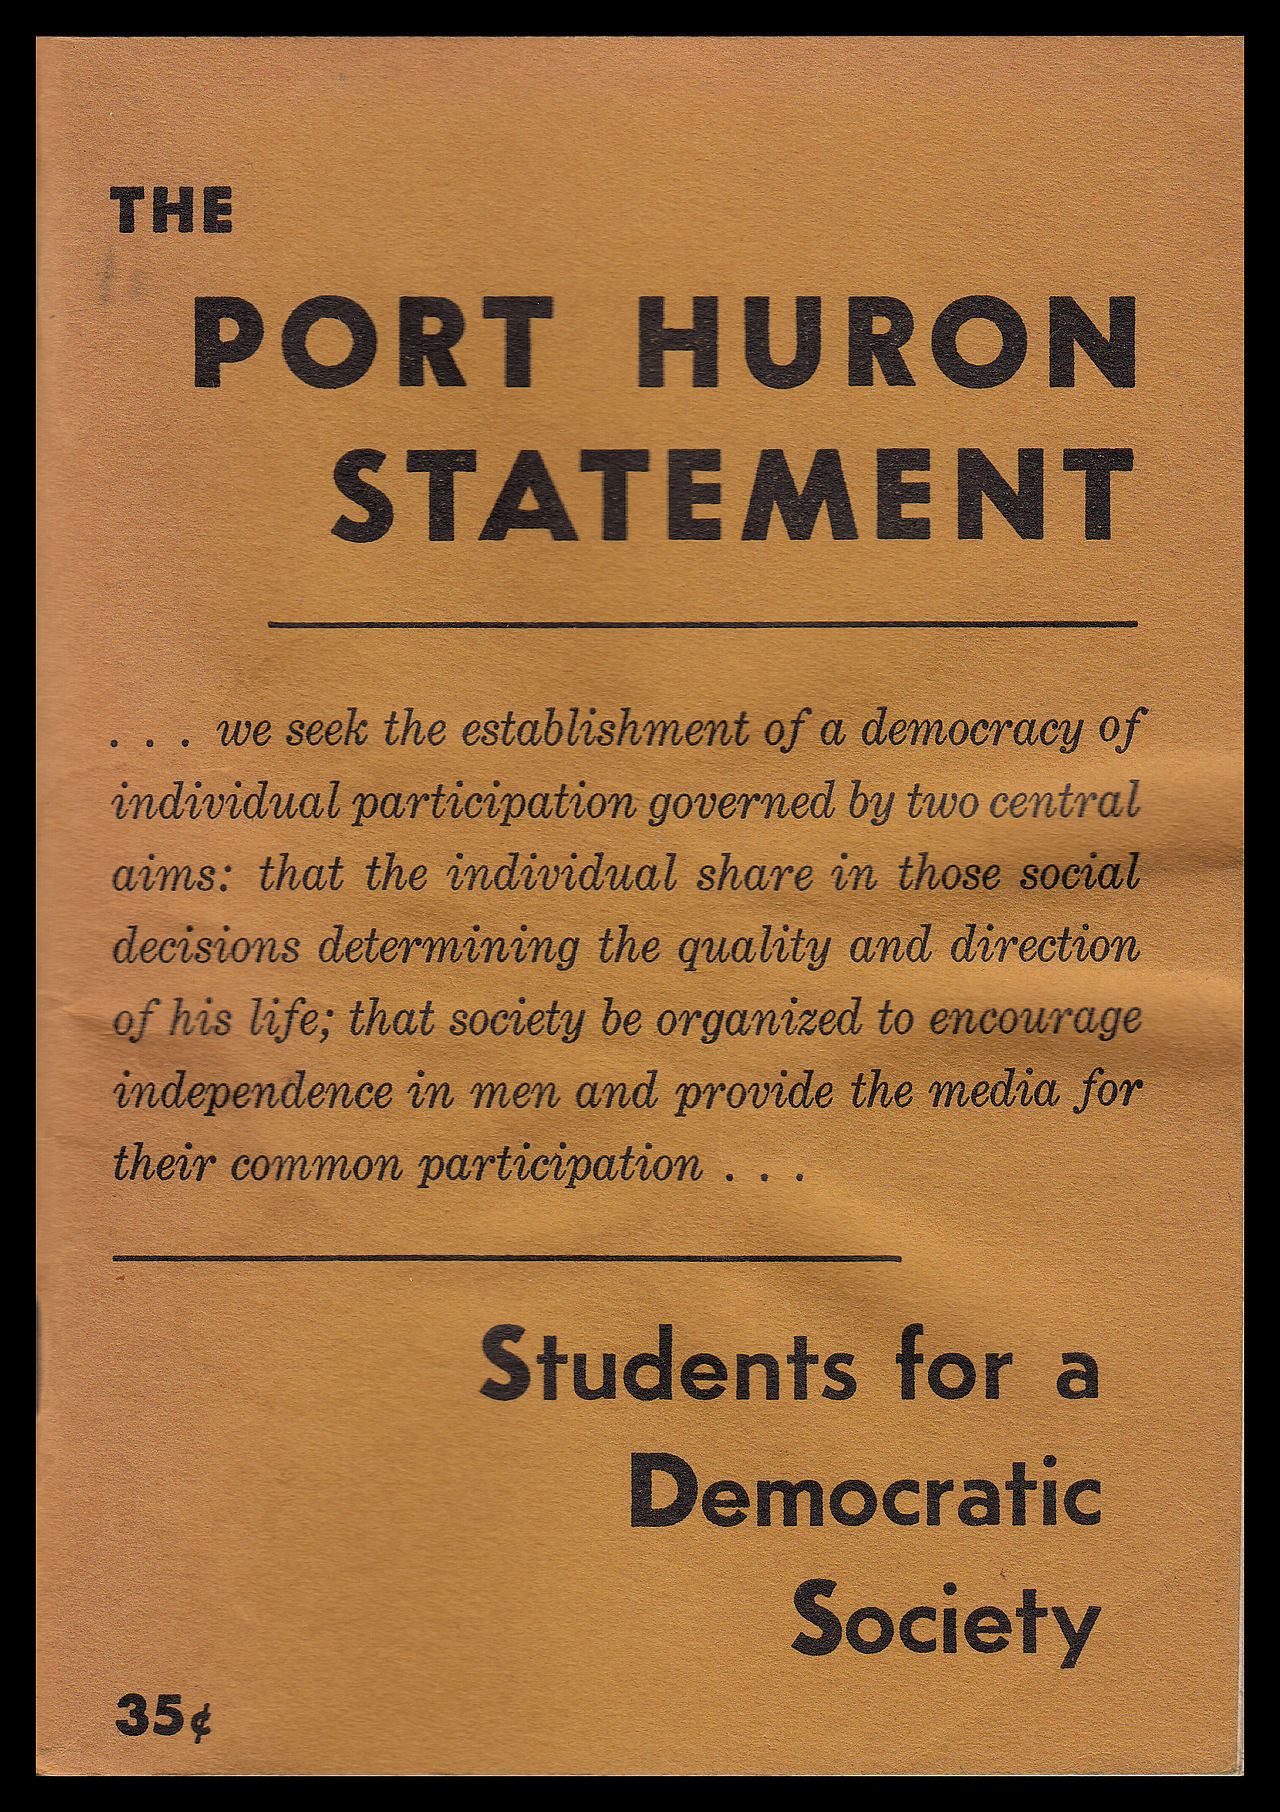 THE
PORT HURON
STATEMENT
. . . we seek the establishment of a democracy of
individual participation governed by two central
aims: that the individual share in those social
decisions determining the quality and direction
of his life; that society be organized to encourage
independence in men and provide the media for
their common participation . . .
Students for a
Democratic
Society
35¢